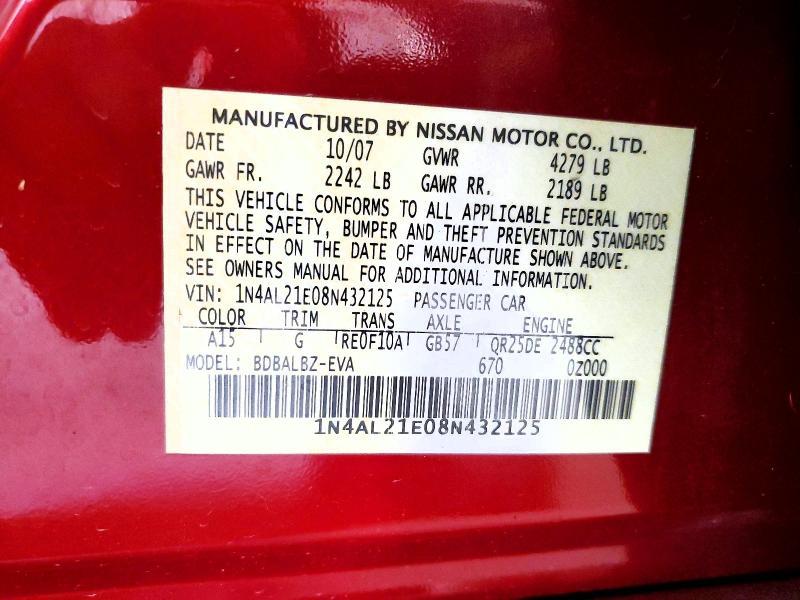 MANUFACTURED BY NISSAN MOTOR CO., LTD.
DATE 10/07 GVWR 4279 LB
GAWR FR. 2242 LB GAWR RR. 2189 LB
THIS VEHICLE CONFORMS TO ALL APPLICABLE FEDERAL MOTOR
VEHICLE SAFETY, BUMPER AND THEFT PREVENTION STANDARDS
IN EFFECT ON THE DATE OF MANUFACTURE SHOWN ABOVE.
SEE OWNERS MANUAL FOR ADDITIONAL INFORMATION.
VIN: 1N4AL21E08N432125 PASSENGER CAR
COLOR TRIM TRANS AXLE ENGINE
A15 G RE0F10A GB57 QR25DE 2488CC
MODEL: BDBALBZ-EVA 670 0Z000
1N4AL21E08N432125